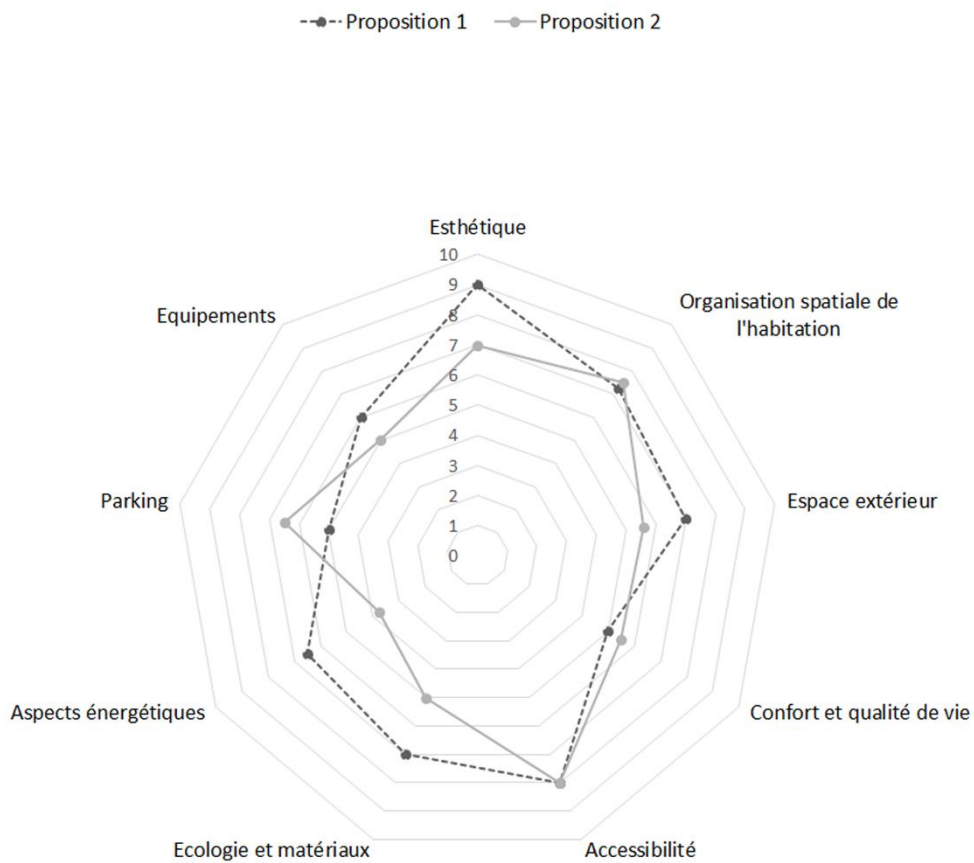 Proposition 1 Proposition 2
Esthétique
10
9
8
7
6
5
4
3
2
1
0
Organisation spatiale de
l'habitation
Espace extérieur
Confort et qualité de vie
Accessibilité
Ecologie et matériaux
Aspects énergétiques
Parking
Equipements